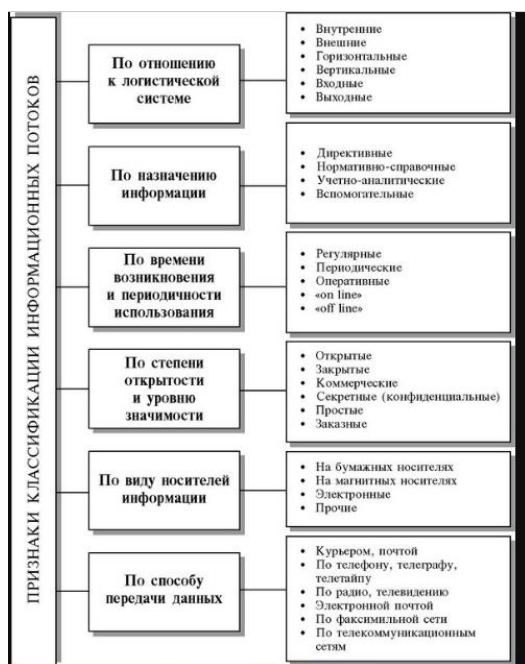 ПРИЗНАКИ КЛАССИФИКАЦИИ ИНФОРМАЦИОННЫХ ПОТОКОВ
По отношению
к логистической
системе
• Внутренние
• Внешние
• Горизонтальные
• Вертикальные
• Входные
• Выходные
По назначению
информации
• Директивные
• Нормативно-справочные
• Учетно-аналитические
• Вспомогательные
По времени
возникновения
и периодичности
использования
• Регулярные
• Периодические
• Оперативные
• «on line»
• «off line»
По степени
открытости
и уровню
значимости
• Открытые
• Закрытые
• Коммерческие
• Секретные (конфиденциальные)
• Простые
• Заказные
По виду носителей
информации
• На бумажных носителях
• На магнитных носителях
• Электронные
• Прочие
По способу
передачи данных
• Курьером, почтой
• По телефону, телеграфу,
телетайпу
• По радио, телевидению
• Электронной почтой
• По факсимильной сети
• По телекоммуникационным
сетям